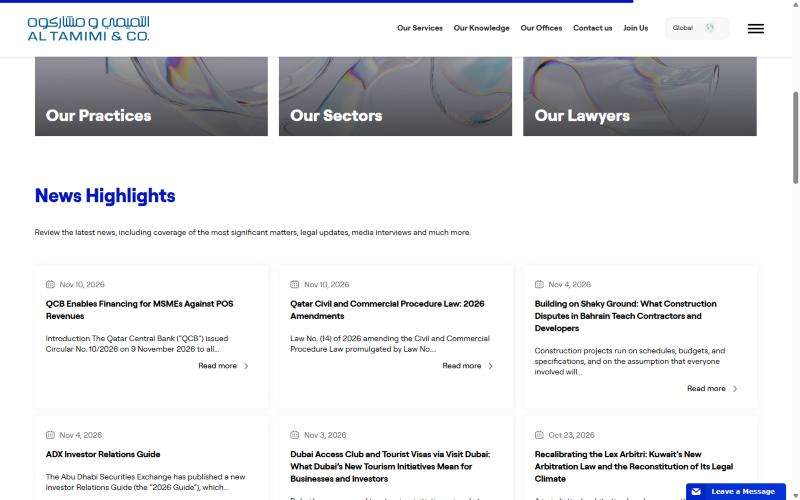 التميمي و مشاركوه
AL TAMIMI & CO.
Our Services
Our Knowledge
Our Offices
Contact us
Join Us
Global
Our Practices
Our Sectors
Our Lawyers
News Highlights
Review the latest news, including coverage of the most significant matters, legal updates, media interviews and much more.
Nov 10, 2026
QCB Enables Financing for MSMEs Against POS
Revenues
Introduction The Qatar Central Bank ("QCB") issued
Circular No. 10/2026 on 9 November 2026 to all...
Read more
Nov 10, 2026
Qatar Civil and Commercial Procedure Law: 2026
Amendments
Law No. (14) of 2026 amending the Civil and Commercial
Procedure Law promulgated by Law No....
Read more
Nov 4, 2026
Building on Shaky Ground: What Construction
Disputes in Bahrain Teach Contractors and
Developers
Construction projects run on schedules, budgets, and
specifications, and on the assumption that everyone
involved will...
Read more
Nov 4, 2026
ADX Investor Relations Guide
The Abu Dhabi Securities Exchange has published a new
Investor Relations Guide (the "2026 Guide"), which...
Nov 3, 2026
Dubai Access Club and Tourist Visas via Visit Dubai:
What Dubai's New Tourism Initiatives Mean for
Businesses and Investors
Oct 23, 2026
Recalibrating the Lex Arbitri: Kuwait's New
Arbitration Law and the Reconstitution of Its Legal
Climate
Leave a Message